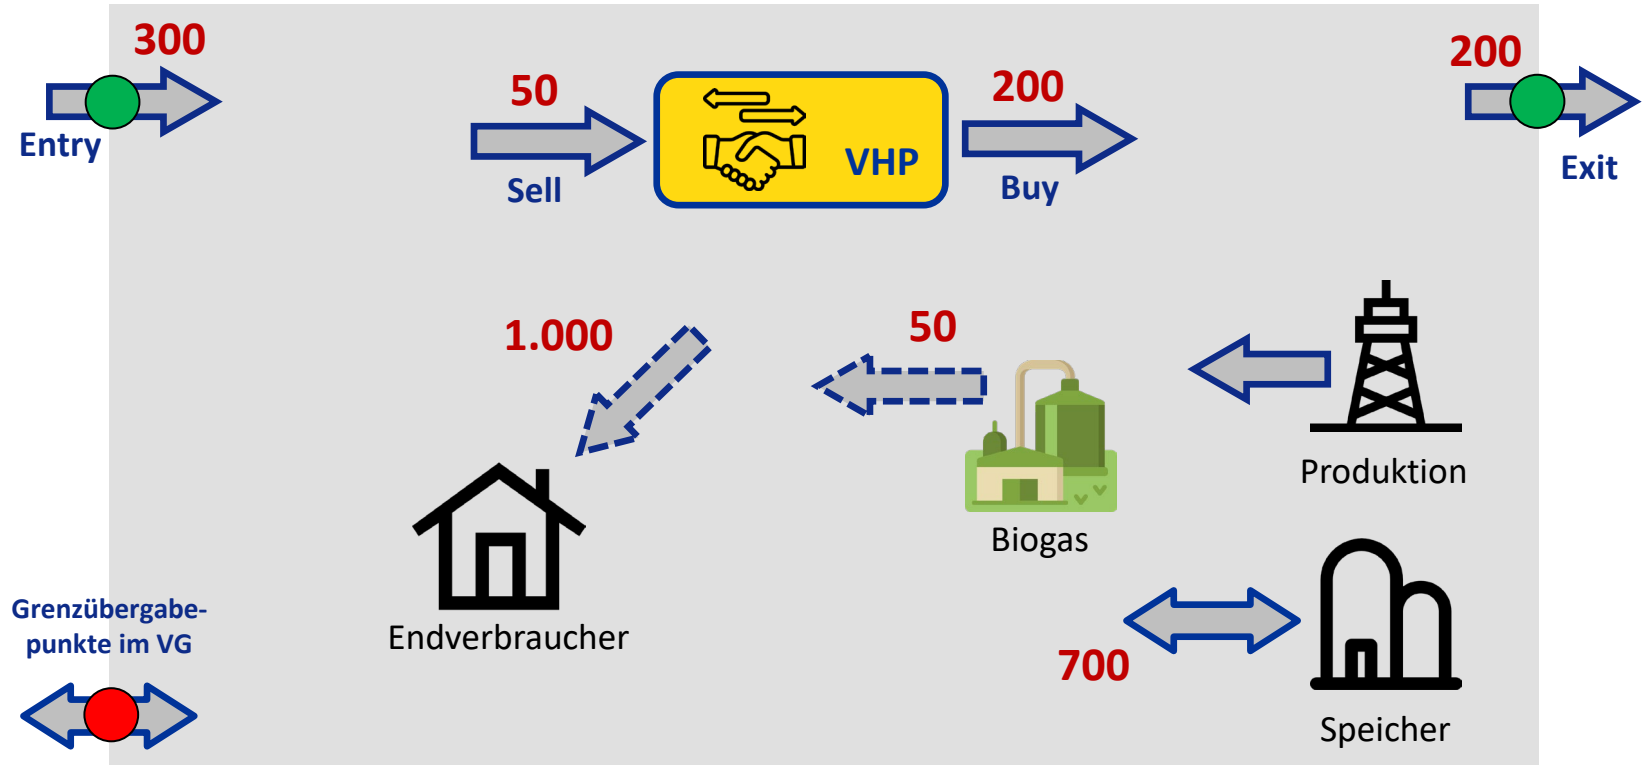 300
Entry
50
Sell
VHP
200
Buy
200
Exit
1.000
50
Produktion
Biogas
Endverbraucher
Grenzübergabe-
punkte im VG
700
Speicher